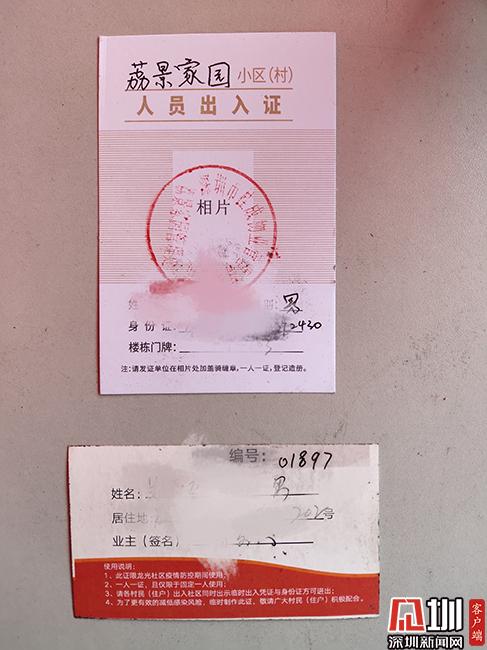 荔景家园 小区(村)
人员出入证
相片
男
身份证: 2430
楼栋门牌:
注:请发证单位在相片处加盖骑缝章,一人一证,登记造册。
编号: 01897
姓名: 男
居住地: 202号
业主(签名)
使用说明:
1、此证限龙光社区疫情防控期间使用;
2、一人一证,且仅限于固定一人使用;
3、请各村民(住户)出入社区同时出示临时出入凭证与身份证方可进出;
4、为了更有效的减低感染风险,临时制作此证,敬请广大村民(住户)积极配合。
深圳新闻网
客户端